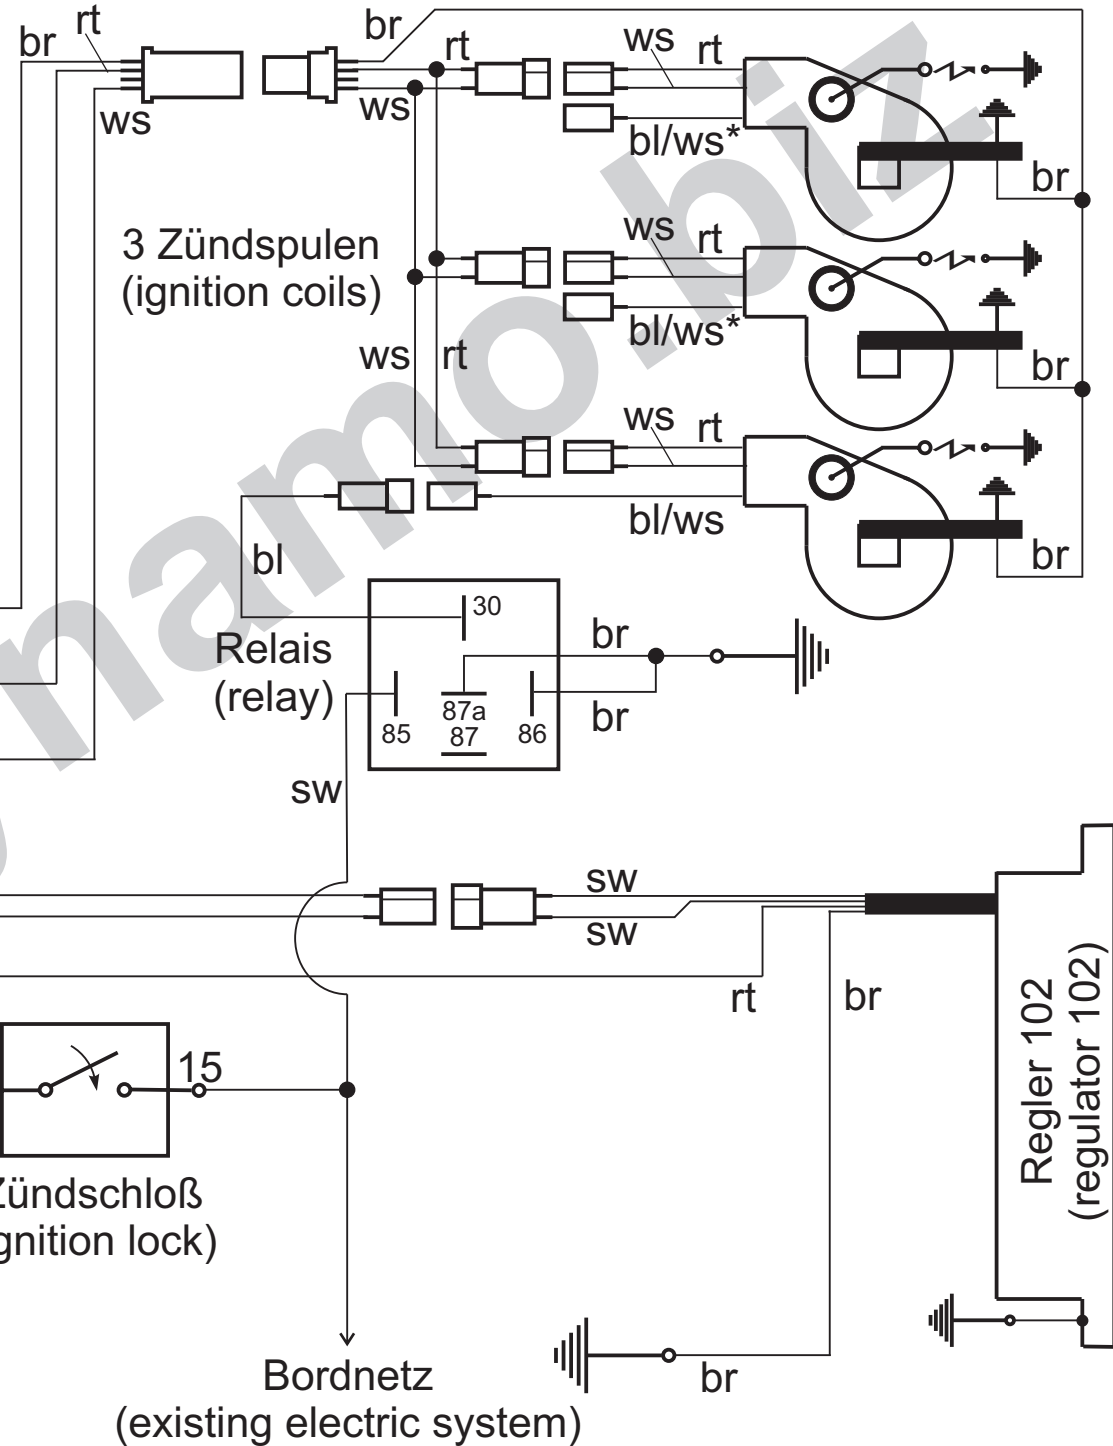 rt
br
br
rt
ws
rt
ws
ws
bl/ws*
br
3 Zündspulen
(ignition coils)
ws
rt
bl/ws*
br
ws
rt
ws
rt
bl/ws
br
bl
30
Relais
(relay)
br
87a
85
87
86
br
sw
sw
sw
rt
br
15
Regler 102
(regulator 102)
Zündschloß
gnition lock)
Bordnetz
(existing electric system)
br
namo.biz